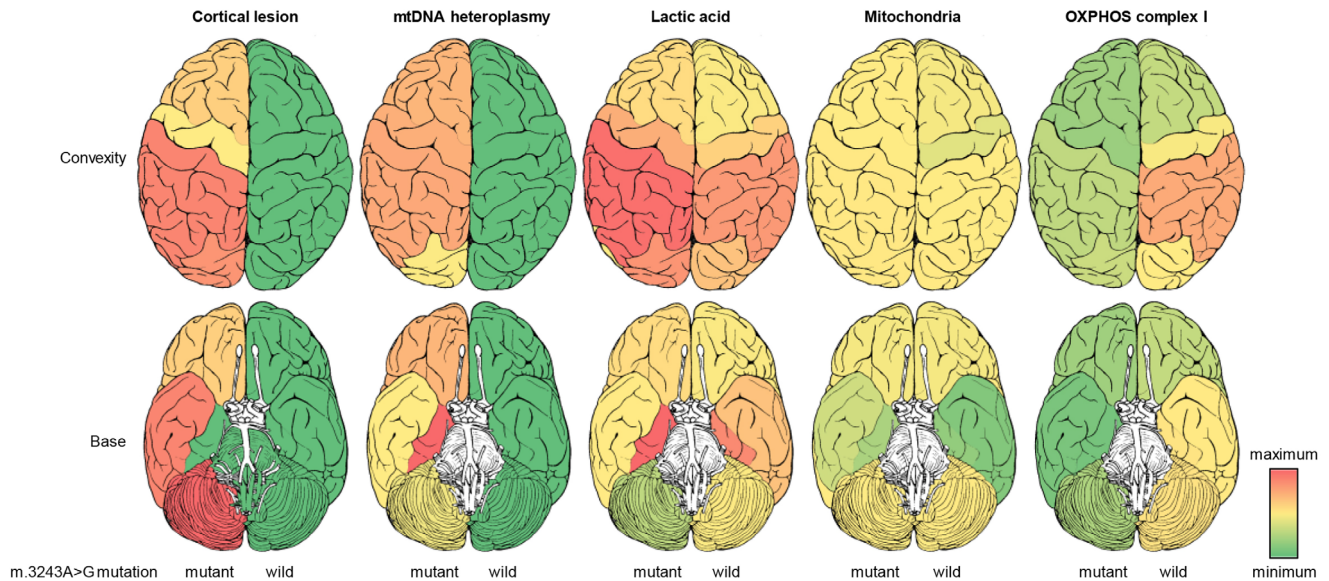 Cortical lesion mtDNA heteroplasmy Lactic acid Mitochondria OXPHOS complex I
Convexity
Base
maximum
minimum
m.3243A>G mutation mutant wild mutant wild mutant wild mutant wild mutant wild